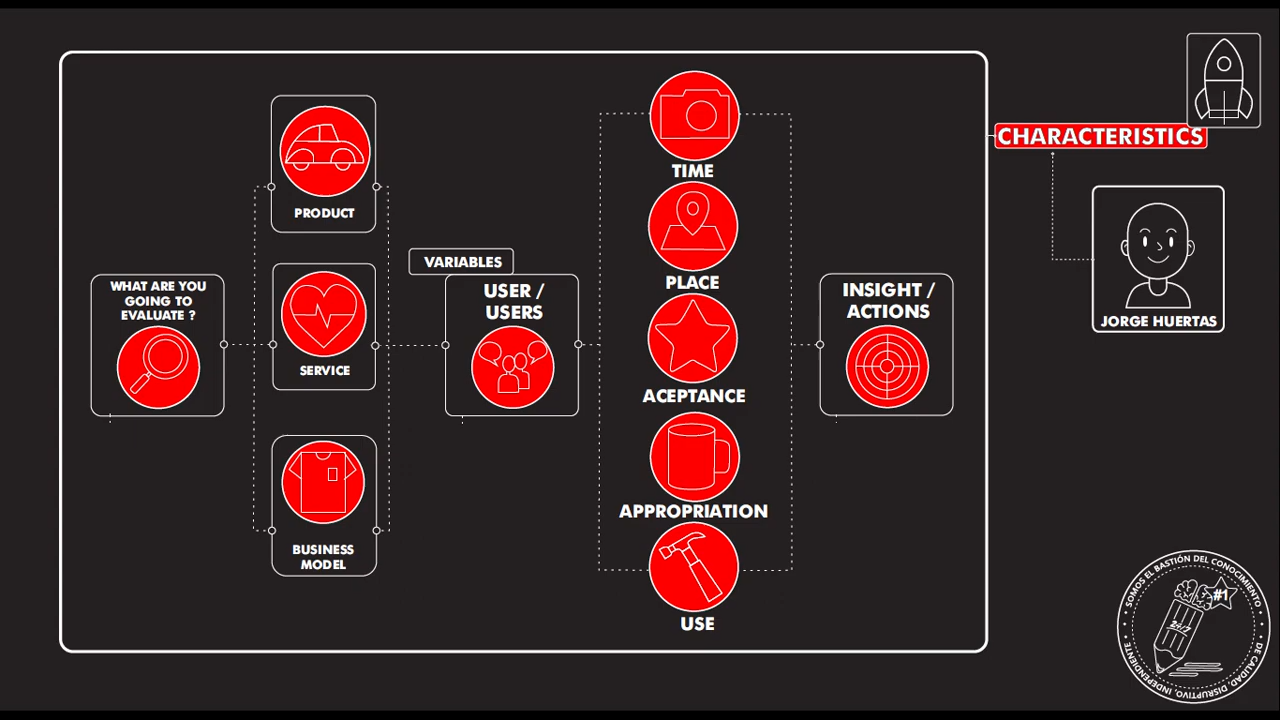 WHAT ARE YOU
GOING TO
EVALUATE ?
PRODUCT
SERVICE
BUSINESS
MODEL
VARIABLES
USER /
USERS
TIME
PLACE
ACEPTANCE
APPROPRIATION
USE
INSIGHT /
ACTIONS
CHARACTERISTICS
JORGE HUERTAS
SOMOS EL BASTIÓN DEL CONOCIMIENTO
DE CALIDAD, DISRUPTIVO, INDEPENDIENTE
#1
24/7